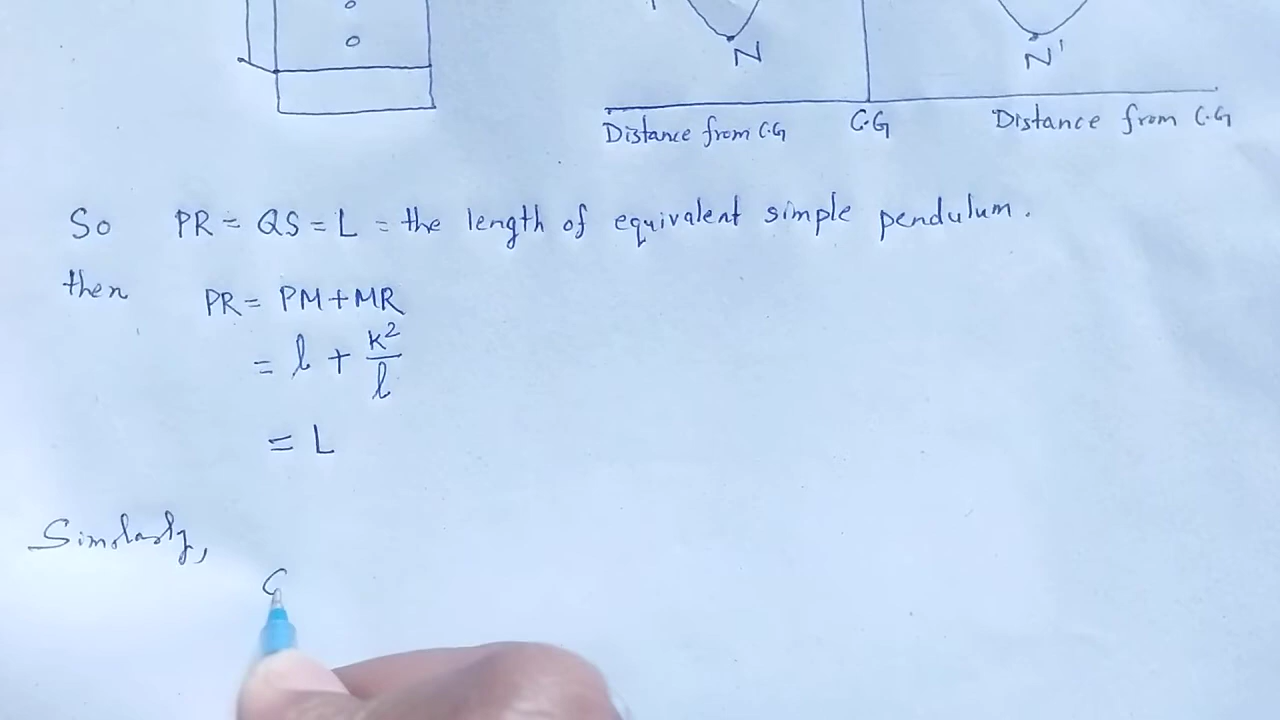 N N'
Distance from C.G C.G Distance from C.G
So PR = QS = L = the length of equivalent simple pendulum.
then PR = PM + MR
= l + K²/l
= L
Similarly,